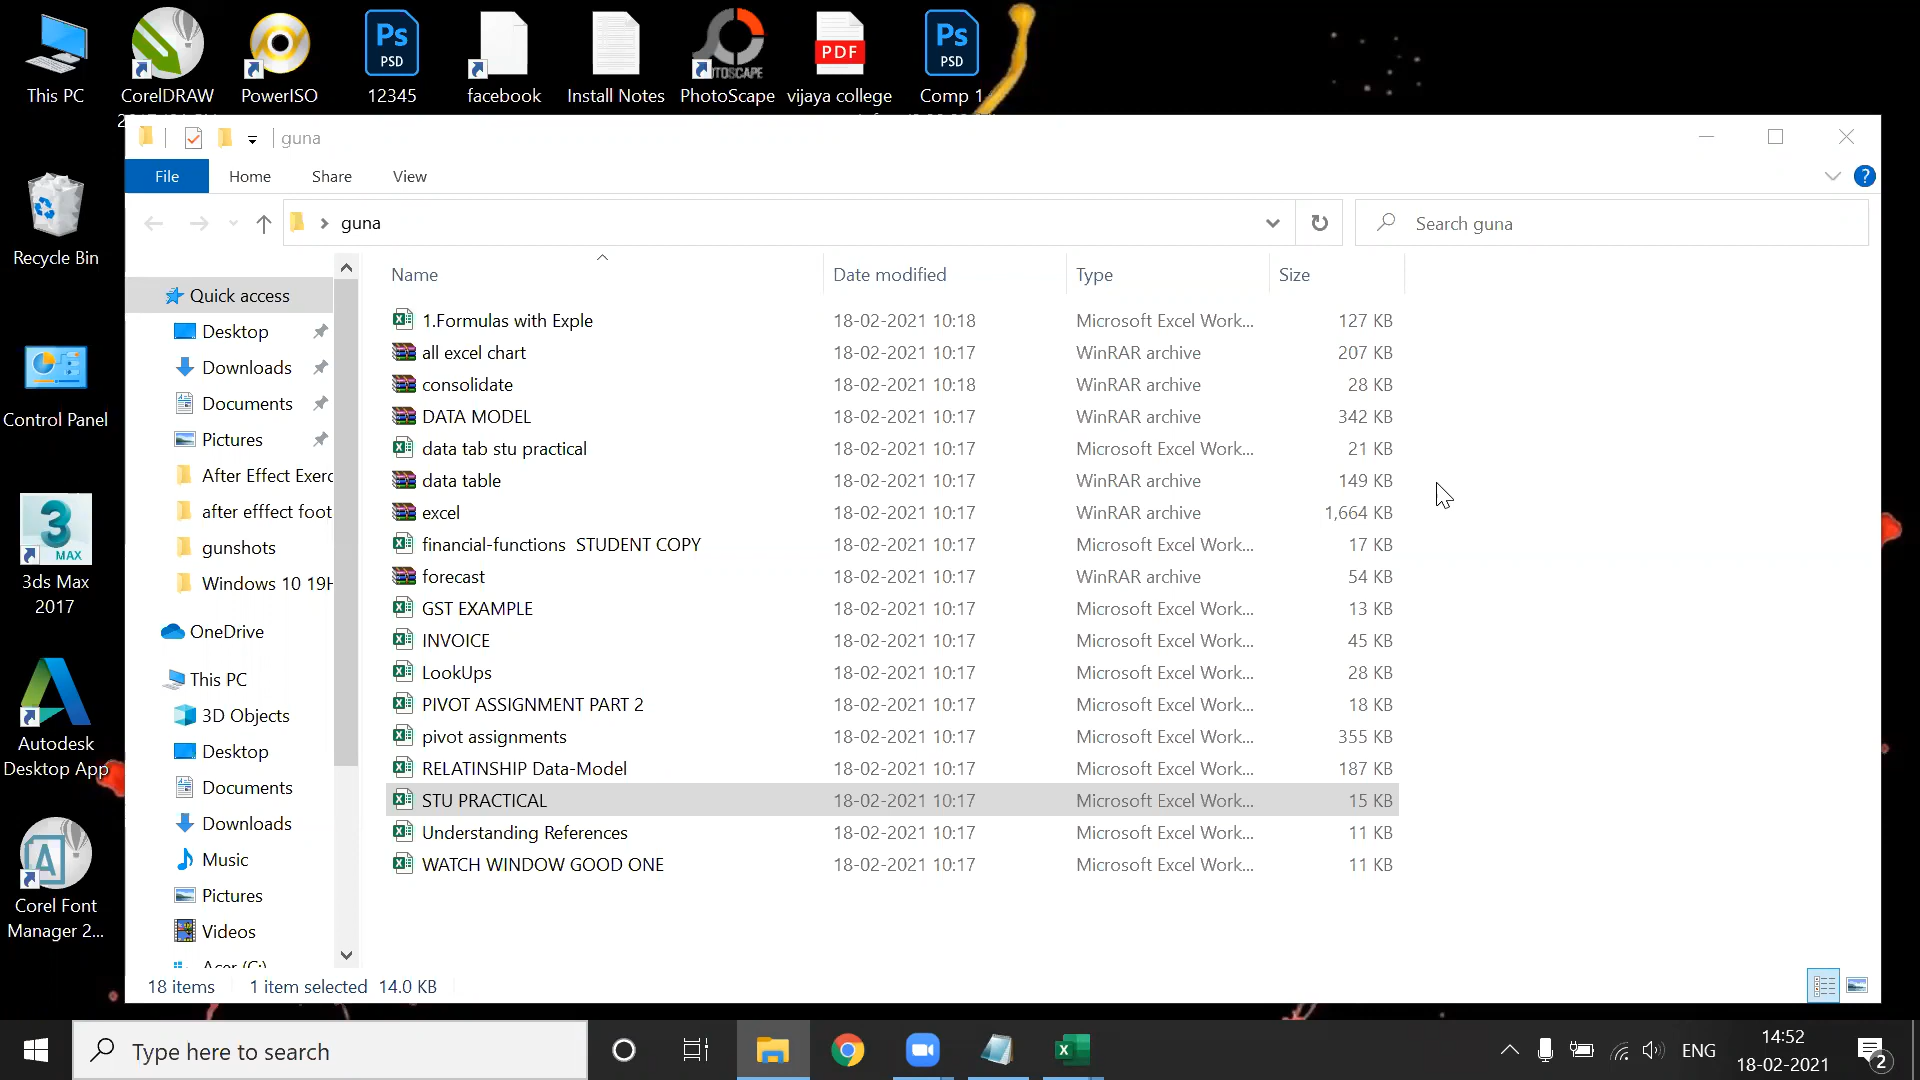 This PC
CorelDRAW
PowerISO
12345
facebook
Install Notes
PhotoScape
vijaya college
Comp 1
PSD
PDF
PSD
guna
File Home Share View
guna
Search guna
Recycle Bin
Control Panel
3ds Max
2017
Autodesk
Desktop App
Corel Font
Manager 2...
Quick access
Desktop
Downloads
Documents
Pictures
After Effect Exerc
after efffect foot
gunshots
Windows 10 19H
OneDrive
This PC
3D Objects
Desktop
Documents
Downloads
Music
Pictures
Videos
Acer (C:)
Name Date modified Type Size
1.Formulas with Exple 18-02-2021 10:18 Microsoft Excel Work... 127 KB
all excel chart 18-02-2021 10:17 WinRAR archive 207 KB
consolidate 18-02-2021 10:18 WinRAR archive 28 KB
DATA MODEL 18-02-2021 10:17 WinRAR archive 342 KB
data tab stu practical 18-02-2021 10:17 Microsoft Excel Work... 21 KB
data table 18-02-2021 10:17 WinRAR archive 149 KB
excel 18-02-2021 10:17 WinRAR archive 1,664 KB
financial-functions  STUDENT COPY 18-02-2021 10:17 Microsoft Excel Work... 17 KB
forecast 18-02-2021 10:17 WinRAR archive 54 KB
GST EXAMPLE 18-02-2021 10:17 Microsoft Excel Work... 13 KB
INVOICE 18-02-2021 10:17 Microsoft Excel Work... 45 KB
LookUps 18-02-2021 10:17 Microsoft Excel Work... 28 KB
PIVOT ASSIGNMENT PART 2 18-02-2021 10:17 Microsoft Excel Work... 18 KB
pivot assignments 18-02-2021 10:17 Microsoft Excel Work... 355 KB
RELATINSHIP Data-Model 18-02-2021 10:17 Microsoft Excel Work... 187 KB
STU PRACTICAL 18-02-2021 10:17 Microsoft Excel Work... 15 KB
Understanding References 18-02-2021 10:17 Microsoft Excel Work... 11 KB
WATCH WINDOW GOOD ONE 18-02-2021 10:17 Microsoft Excel Work... 11 KB
18 items 1 item selected 14.0 KB
Type here to search
ENG
14:52
18-02-2021
2